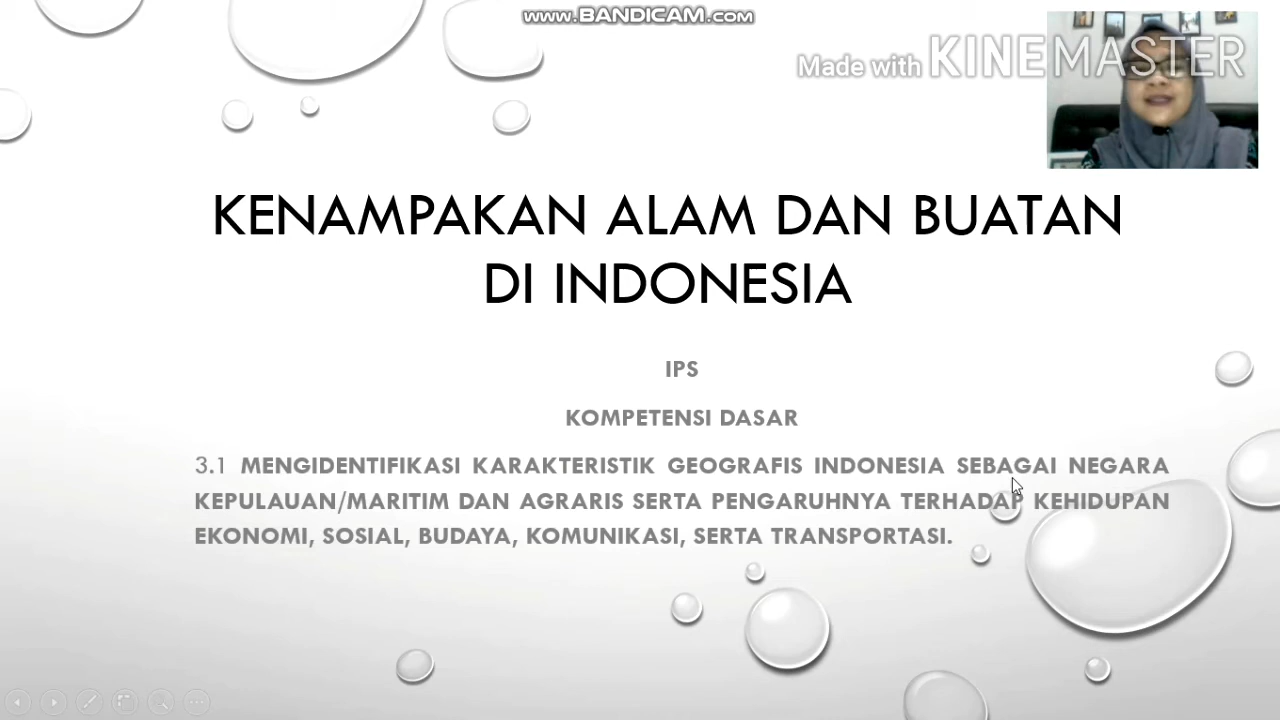 www.BANDICAM.com
Made with KINEMASTER
KENAMPAKAN ALAM DAN BUATAN
DI INDONESIA
IPS
KOMPETENSI DASAR
3.1 MENGIDENTIFIKASI KARAKTERISTIK GEOGRAFIS INDONESIA SEBAGAI NEGARA
KEPULAUAN/MARITIM DAN AGRARIS SERTA PENGARUHNYA TERHADAP KEHIDUPAN
EKONOMI, SOSIAL, BUDAYA, KOMUNIKASI, SERTA TRANSPORTASI.